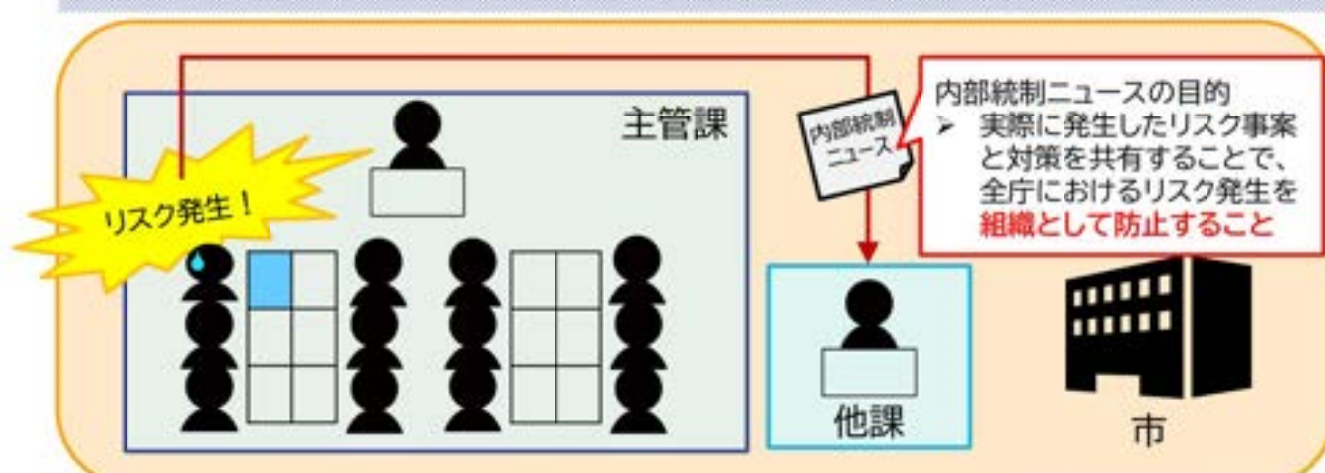 主管課
リスク発生！
内部統制
ニュース
内部統制ニュースの目的
➢ 実際に発生したリスク事案
と対策を共有することで、
全庁におけるリスク発生を
組織として防止すること
他課
市